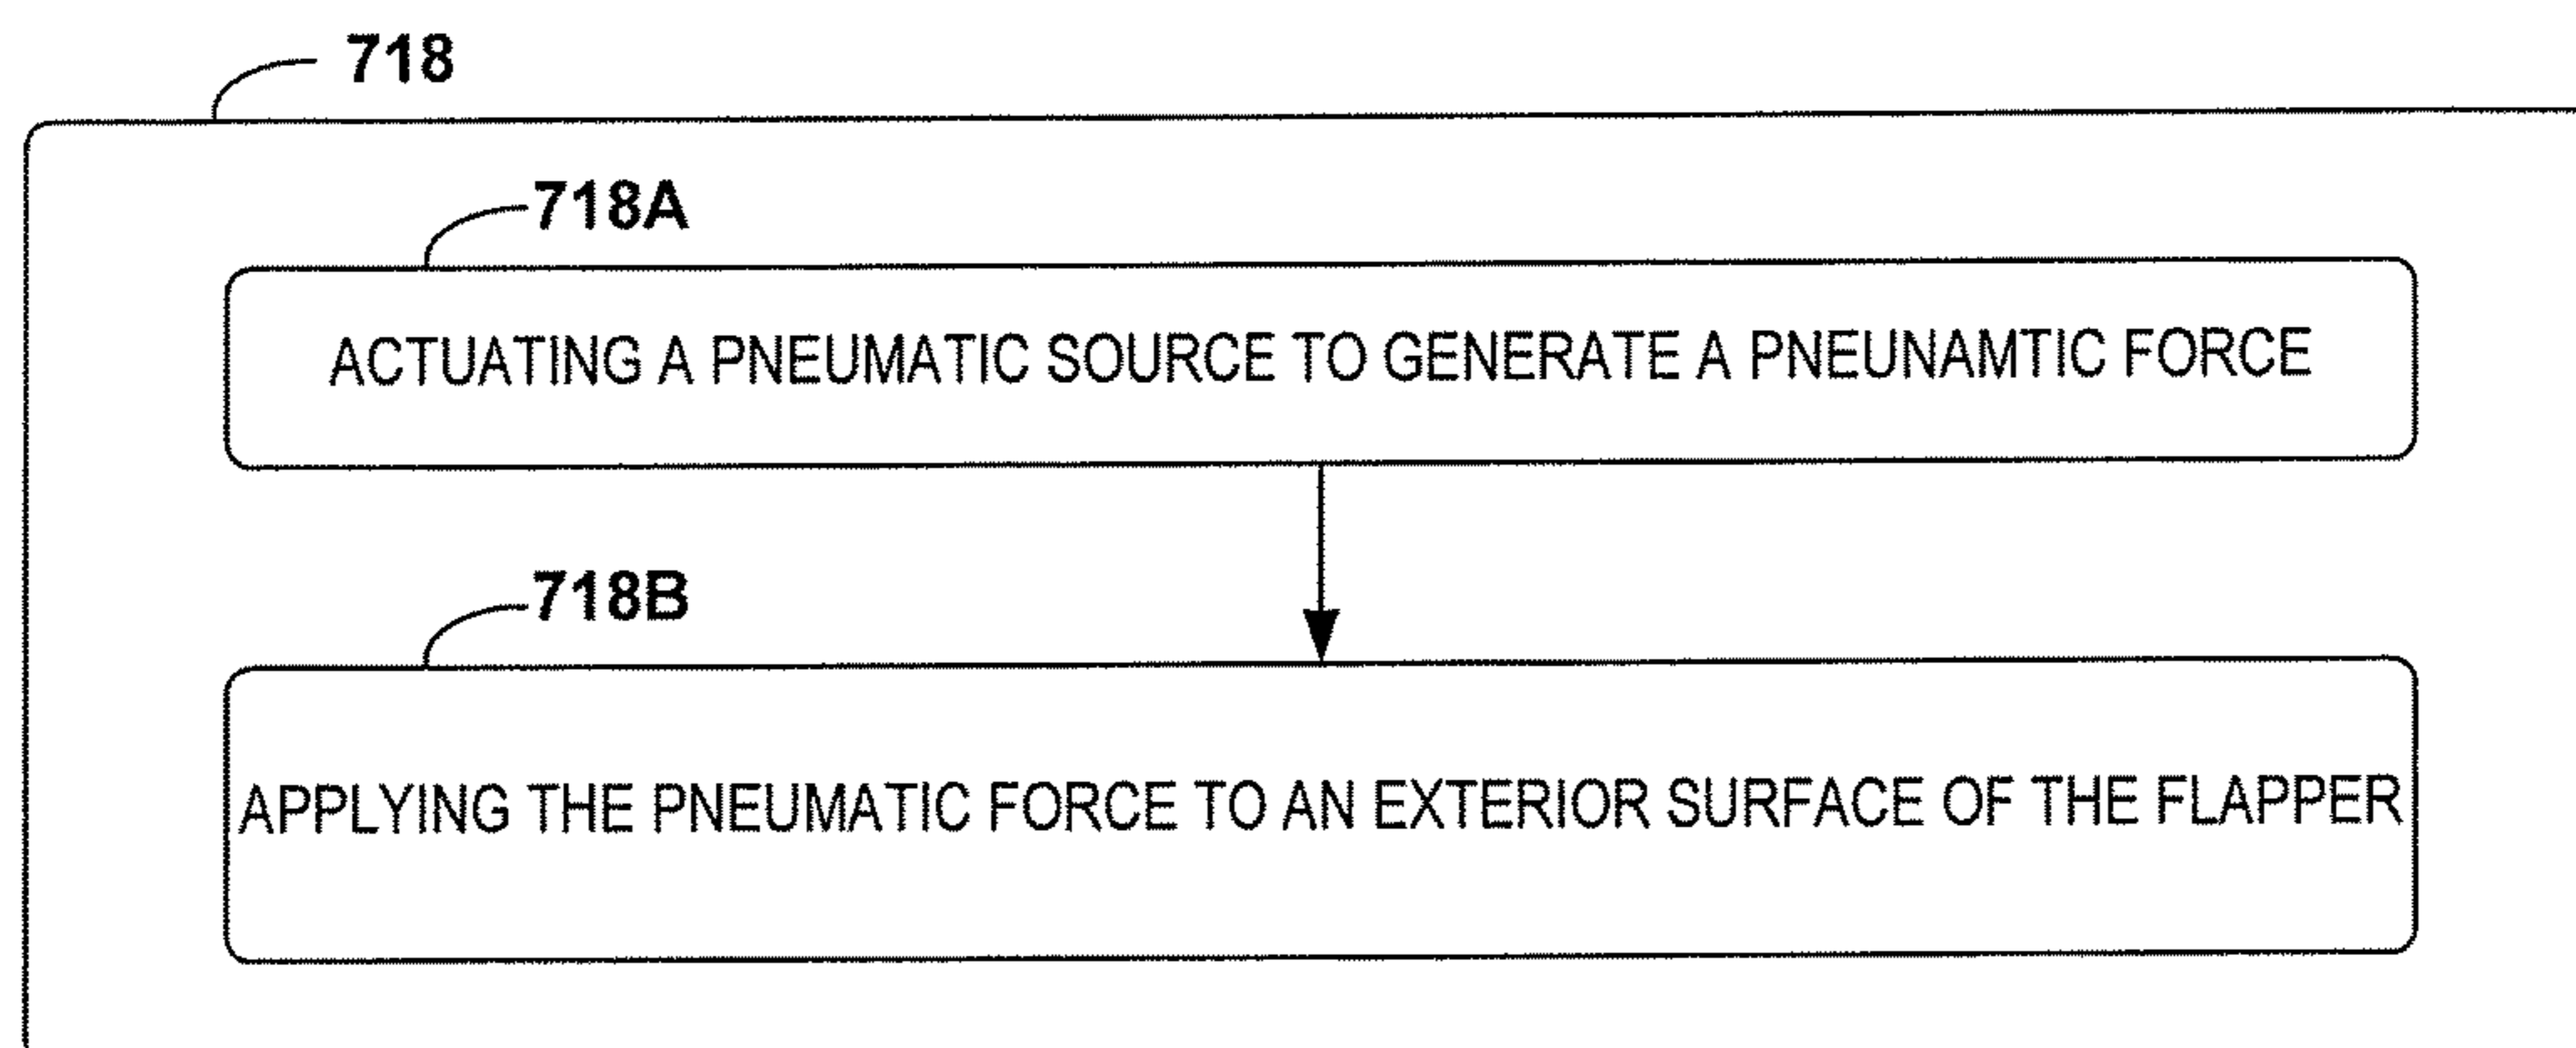 718
718A
ACTUATING A PNEUMATIC SOURCE TO GENERATE A PNEUNAMTIC FORCE
718B
APPLYING THE PNEUMATIC FORCE TO AN EXTERIOR SURFACE OF THE FLAPPER